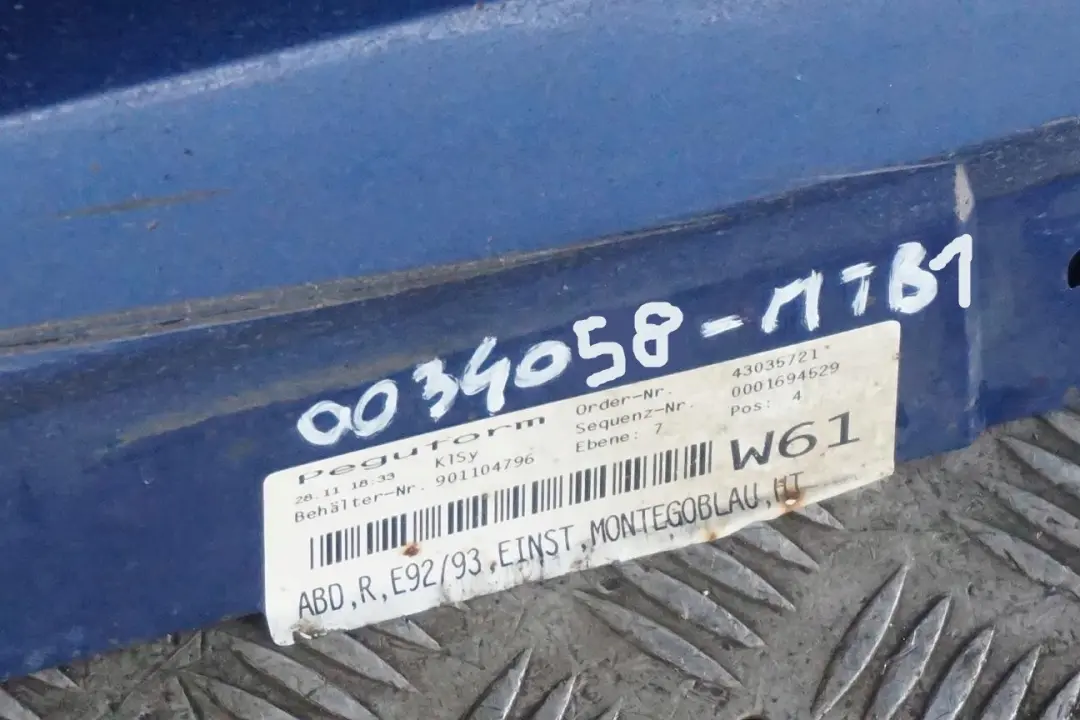 0034058-MTB1
Peguform
Order-Nr. 43035721
28.11 18:33 KlSy
Sequenz-Nr. 0001694529
Behälter-Nr. 901104796
Ebene: 7 Pos: 4
W61
ABD,R,E92/93,EINST,MONTEGOBLAU,HT